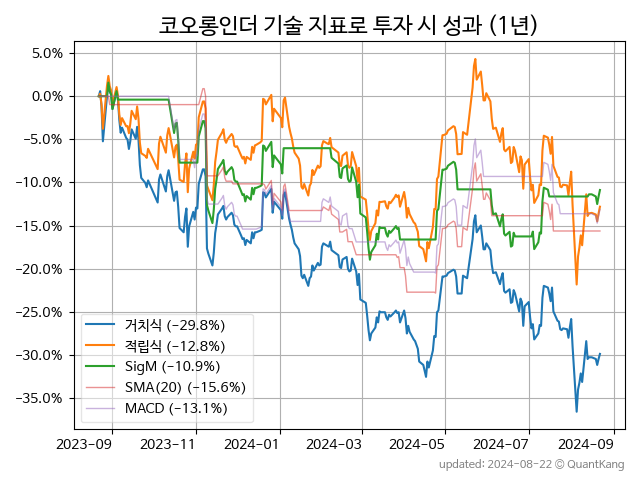 코오롱인더 기술 지표로 투자 시 성과 (1년)
5.0%
0.0%
−5.0%
−10.0%
−15.0%
−20.0%
−25.0%
−30.0%
−35.0%
거치식 (−29.8%)
적립식 (−12.8%)
SigM (−10.9%)
SMA(20) (−15.6%)
MACD (−13.1%)
2023-09 2023-11 2024-01 2024-03 2024-05 2024-07 2024-09
updated: 2024-08-22 © QuantKang